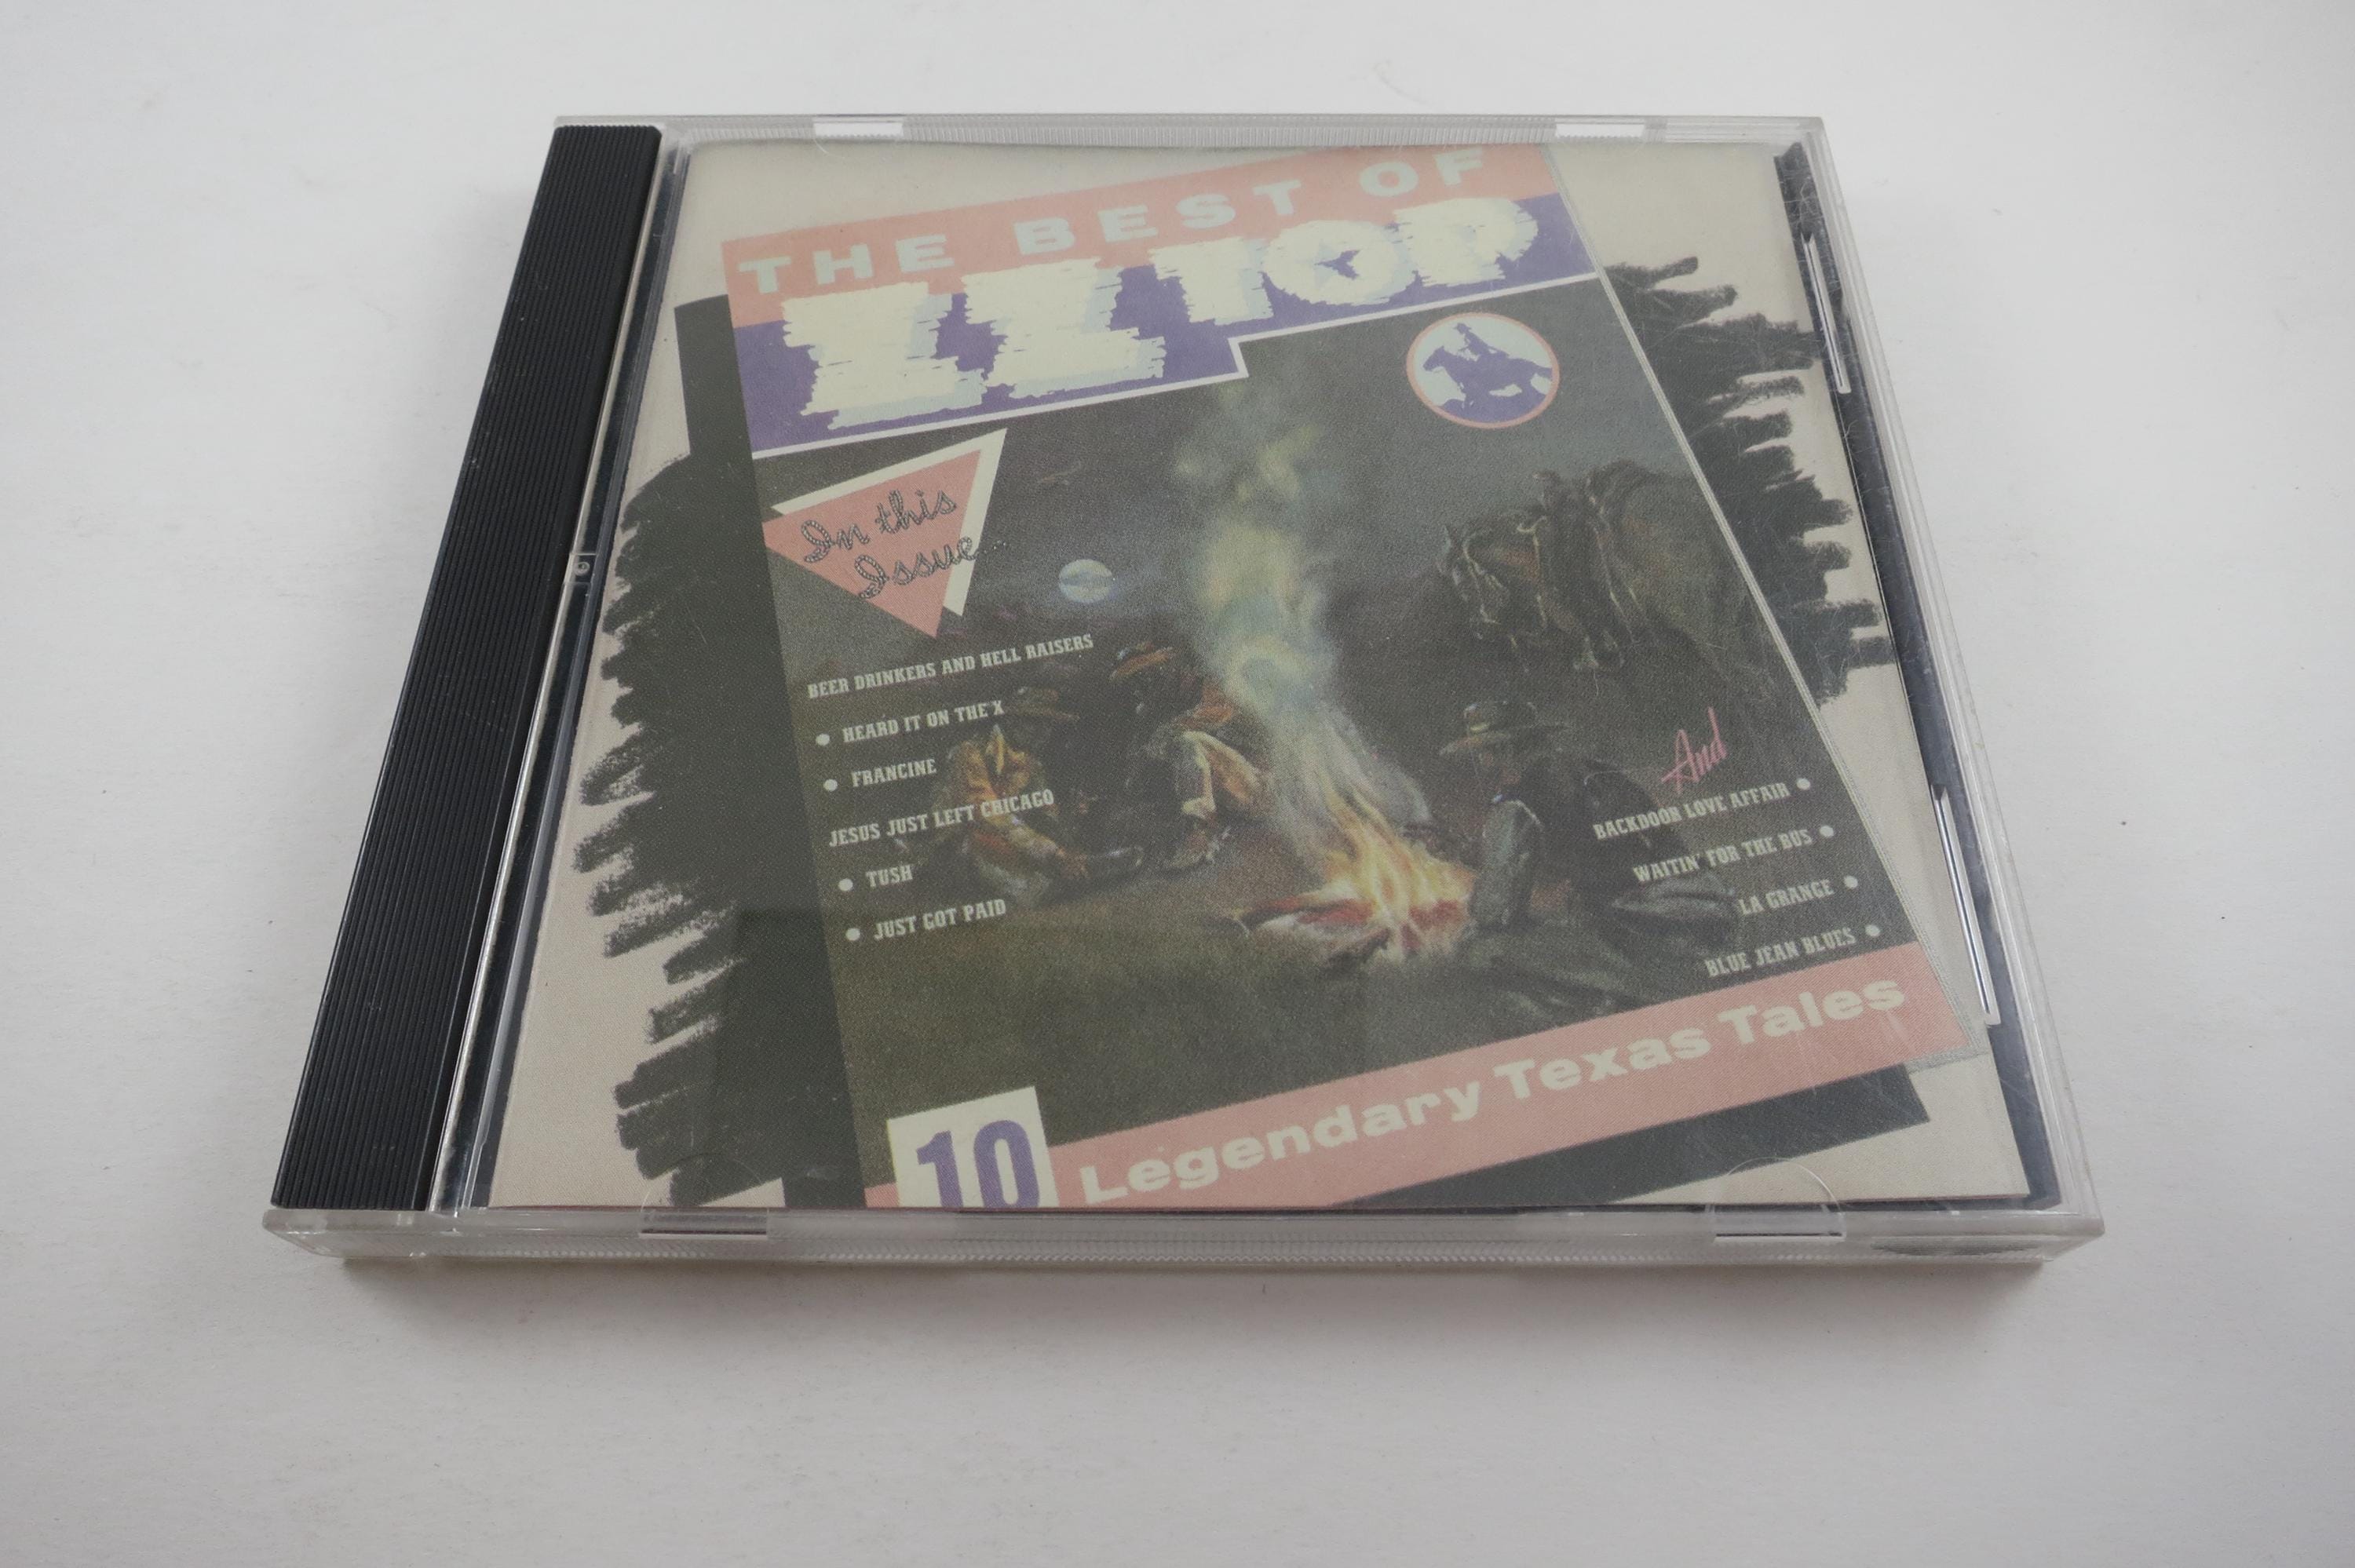 THE BEST OF
ZZ TOP
In this
Issue...
BEER DRINKERS AND HELL RAISERS
HEARD IT ON THE X
FRANCINE
JESUS JUST LEFT CHICAGO
TUSH
JUST GOT PAID
And
BACKDOOR LOVE AFFAIR
WAITIN' FOR THE BUS
LA GRANGE
BLUE JEAN BLUES
10 Legendary Texas Tales